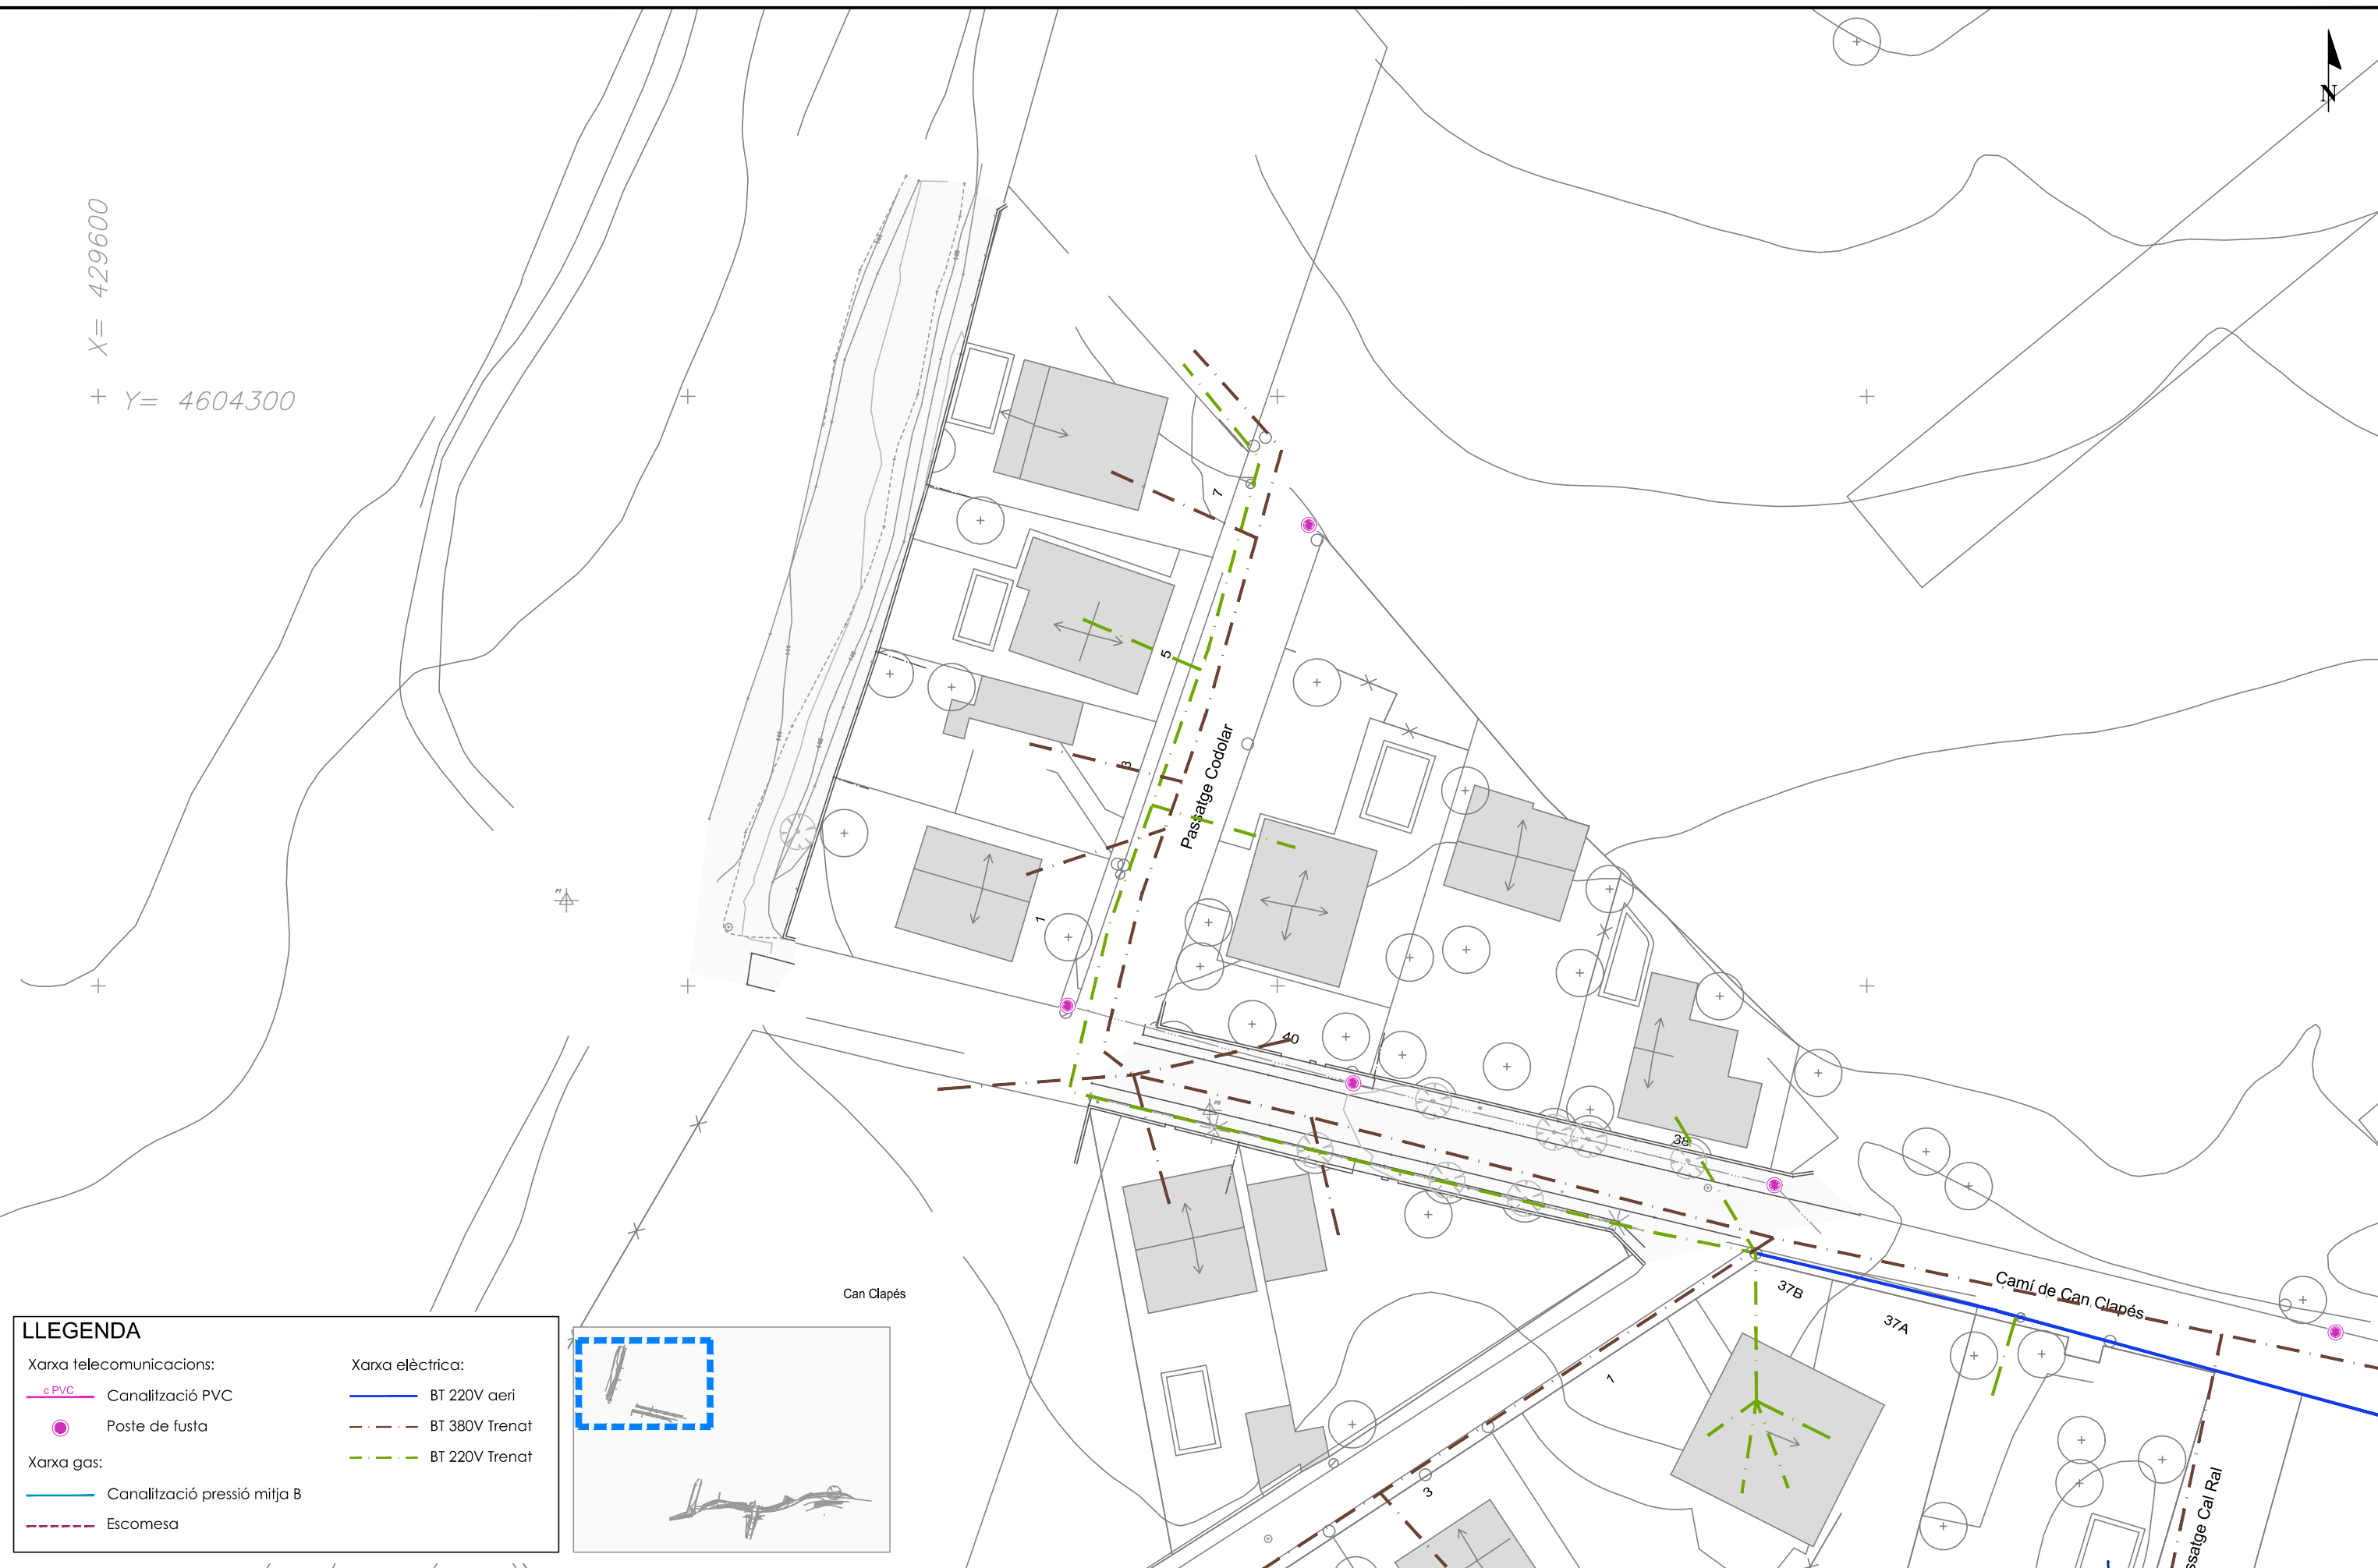 N
X= 429600
Y= 4604300
7
5
3
Passatge Codolar
1
40
38
37B
37A
Camí de Can Clapés
Can Clapés
1
3
ssatge Cal Ral
LLEGENDA
Xarxa telecomunicacions:
c PVC
Canalització PVC
Poste de fusta
Xarxa gas:
Canalització pressió mitja B
Escomesa
Xarxa elèctrica:
BT 220V aeri
BT 380V Trenat
BT 220V Trenat